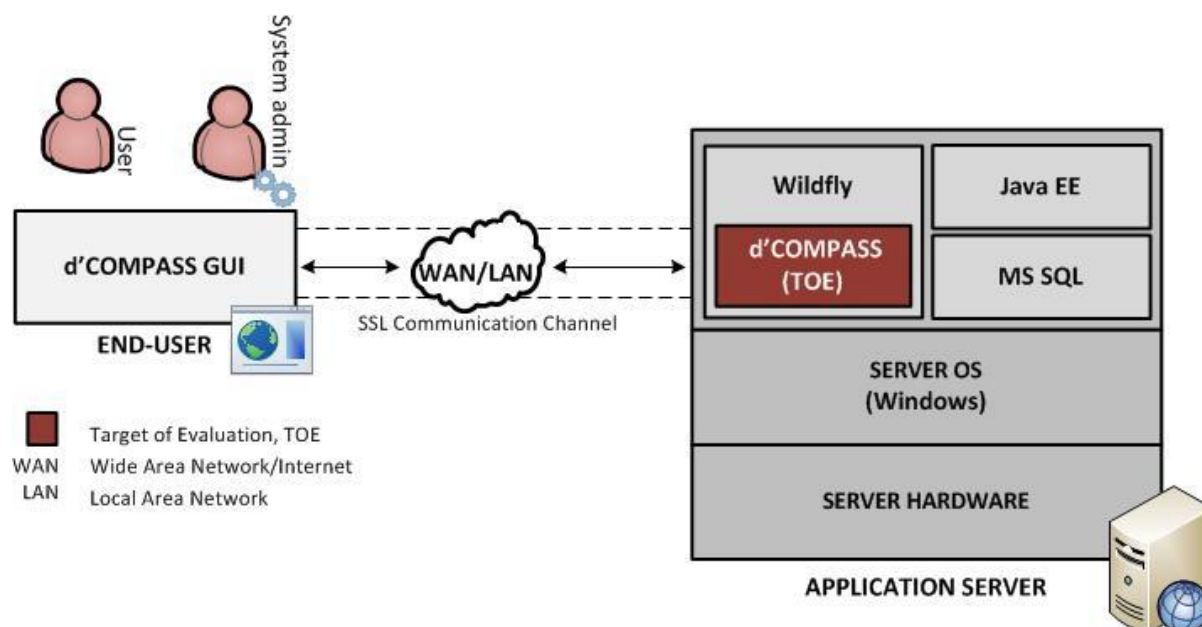 User
System admin
d'COMPASS GUI
END-USER
WAN/LAN
SSL Communication Channel
Wildfly
d'COMPASS
(TOE)
Java EE
MS SQL
SERVER OS
(Windows)
SERVER HARDWARE
APPLICATION SERVER
Target of Evaluation, TOE
WAN Wide Area Network/Internet
LAN Local Area Network